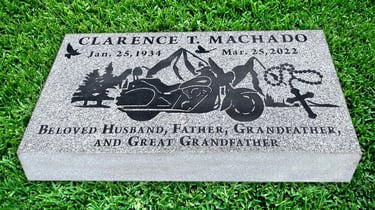 CLARENCE T. MACHADO
Jan. 25, 1934 Mar. 25, 2022
BELOVED HUSBAND, FATHER, GRANDFATHER,
AND GREAT GRANDFATHER